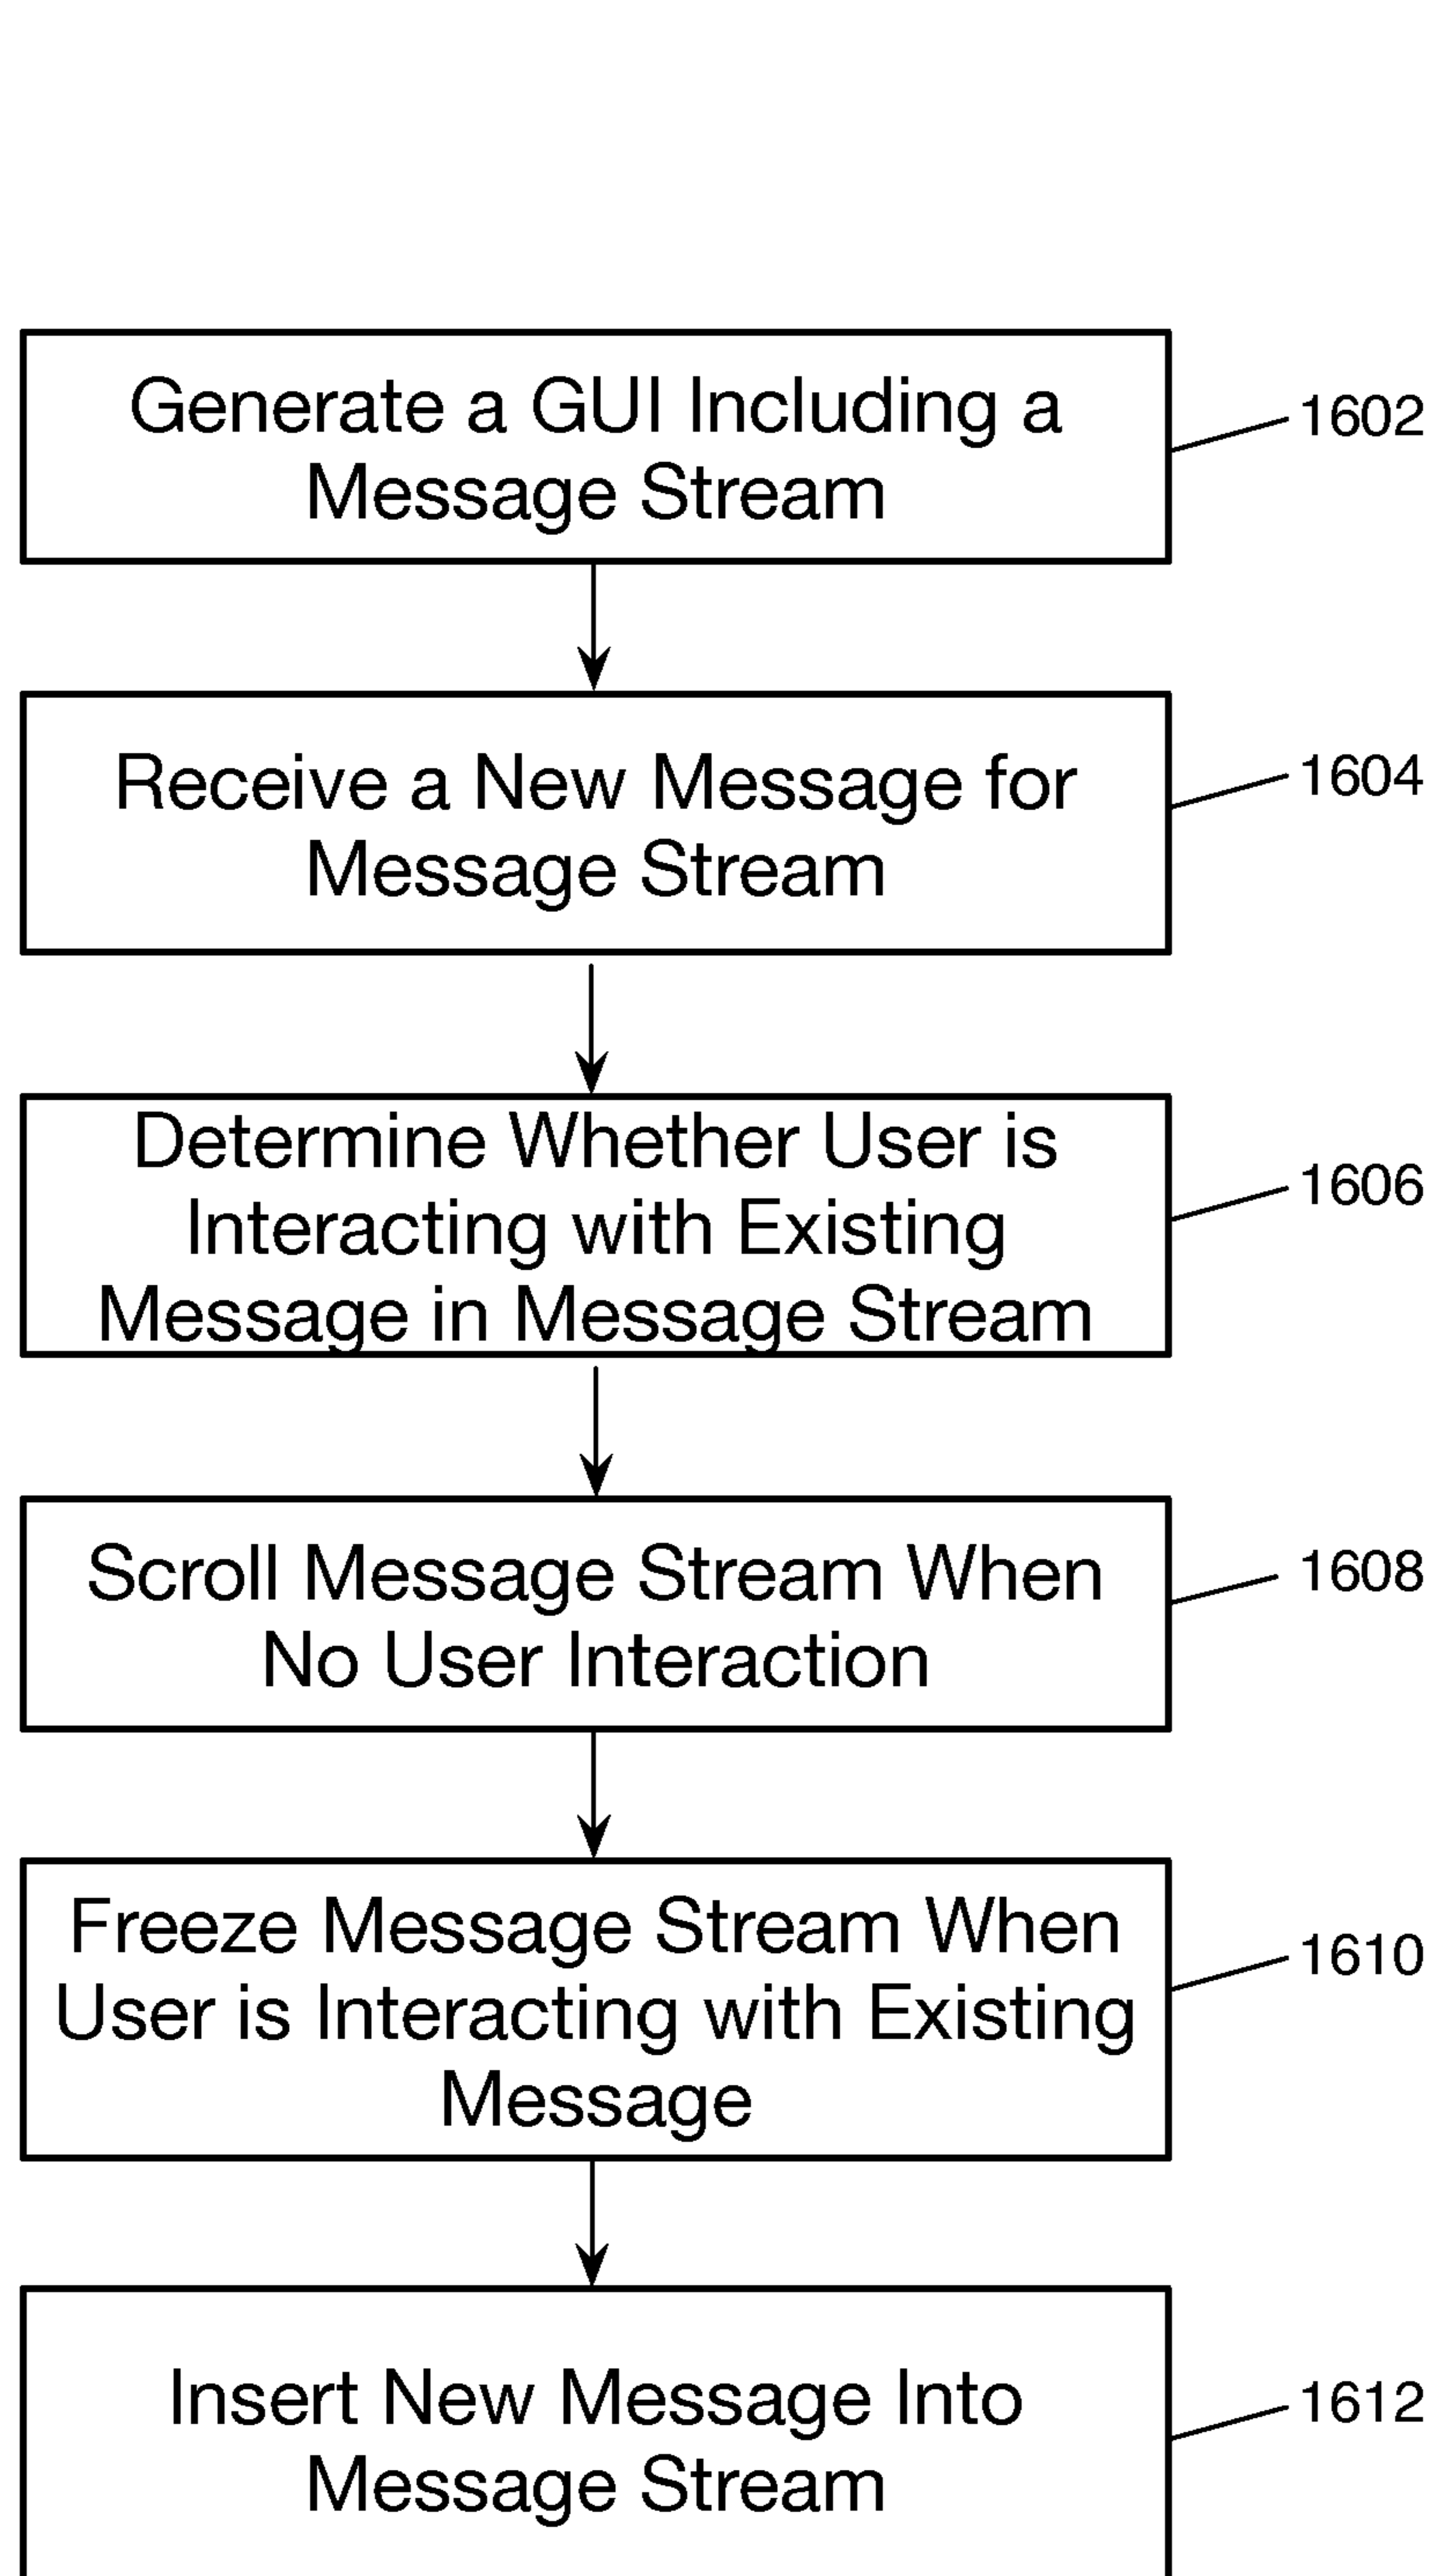 Generate a GUI Including a
Message Stream
1602
Receive a New Message for
Message Stream
1604
Determine Whether User is
Interacting with Existing
Message in Message Stream
1606
Scroll Message Stream When
No User Interaction
1608
Freeze Message Stream When
User is Interacting with Existing
Message
1610
Insert New Message Into
Message Stream
1612